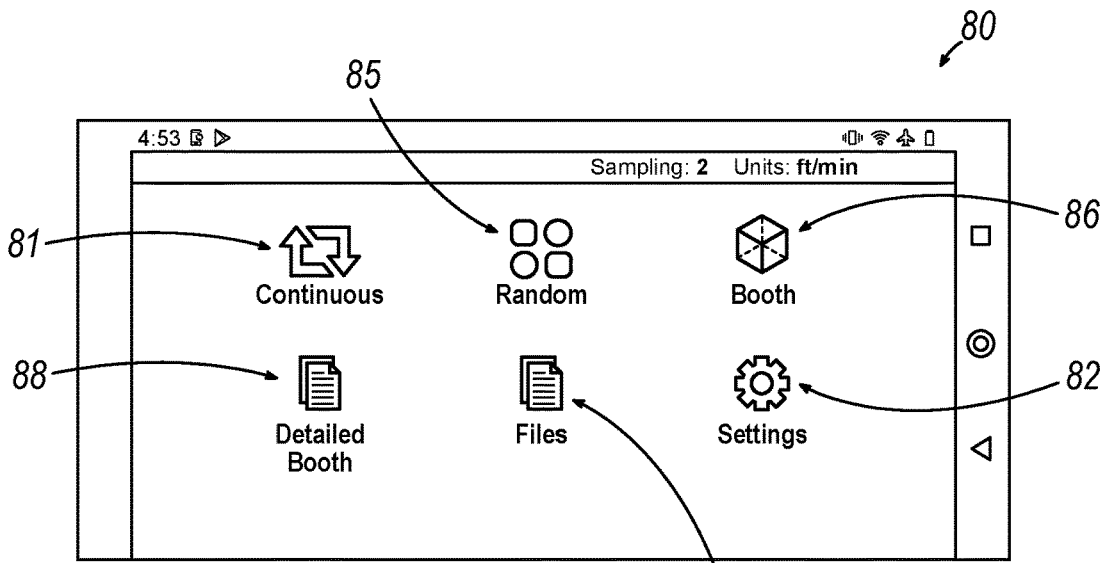 80
85
4:53
Sampling: 2 Units: ft/min
81
86
Continuous
Random
Booth
88
82
Detailed
Booth
Files
Settings